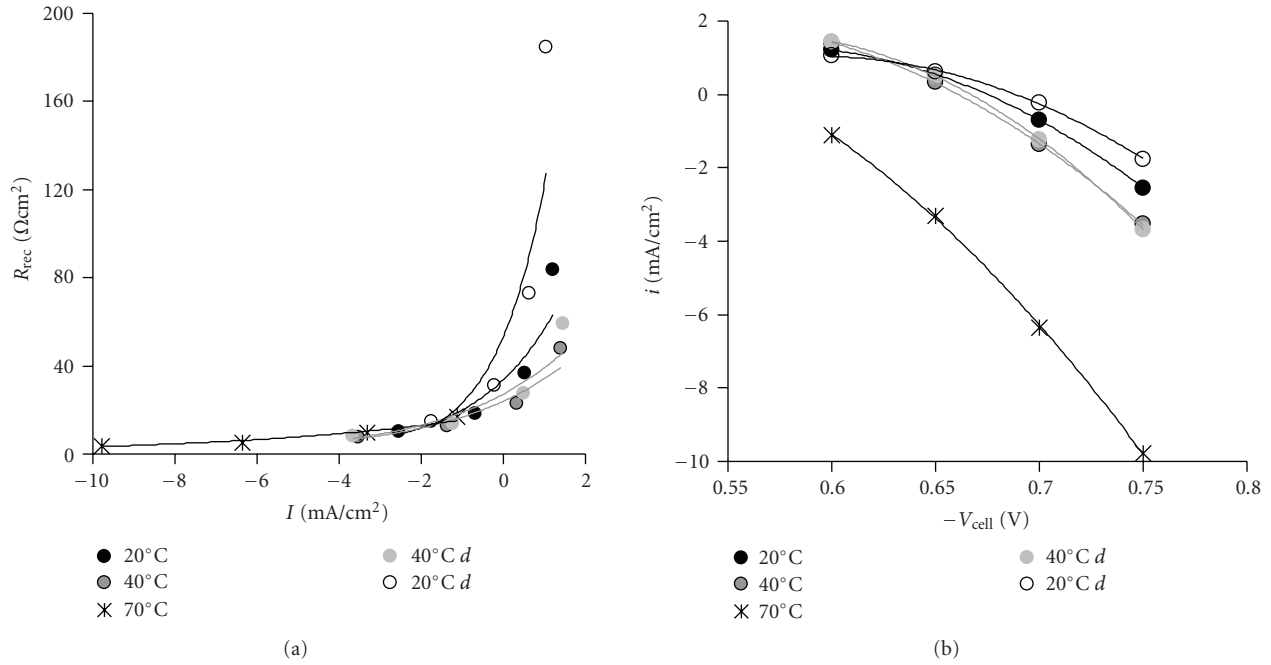 200
160
120
80
40
0
R_rec (Ωcm²)
−10
−8
−6
−4
−2
0
2
I (mA/cm²)
20°C
40°C
70°C
40°C d
20°C d
(a)
2
0
−2
−4
−6
−8
−10
i (mA/cm²)
0.55
0.6
0.65
0.7
0.75
0.8
−V_cell (V)
20°C
40°C
70°C
40°C d
20°C d
(b)